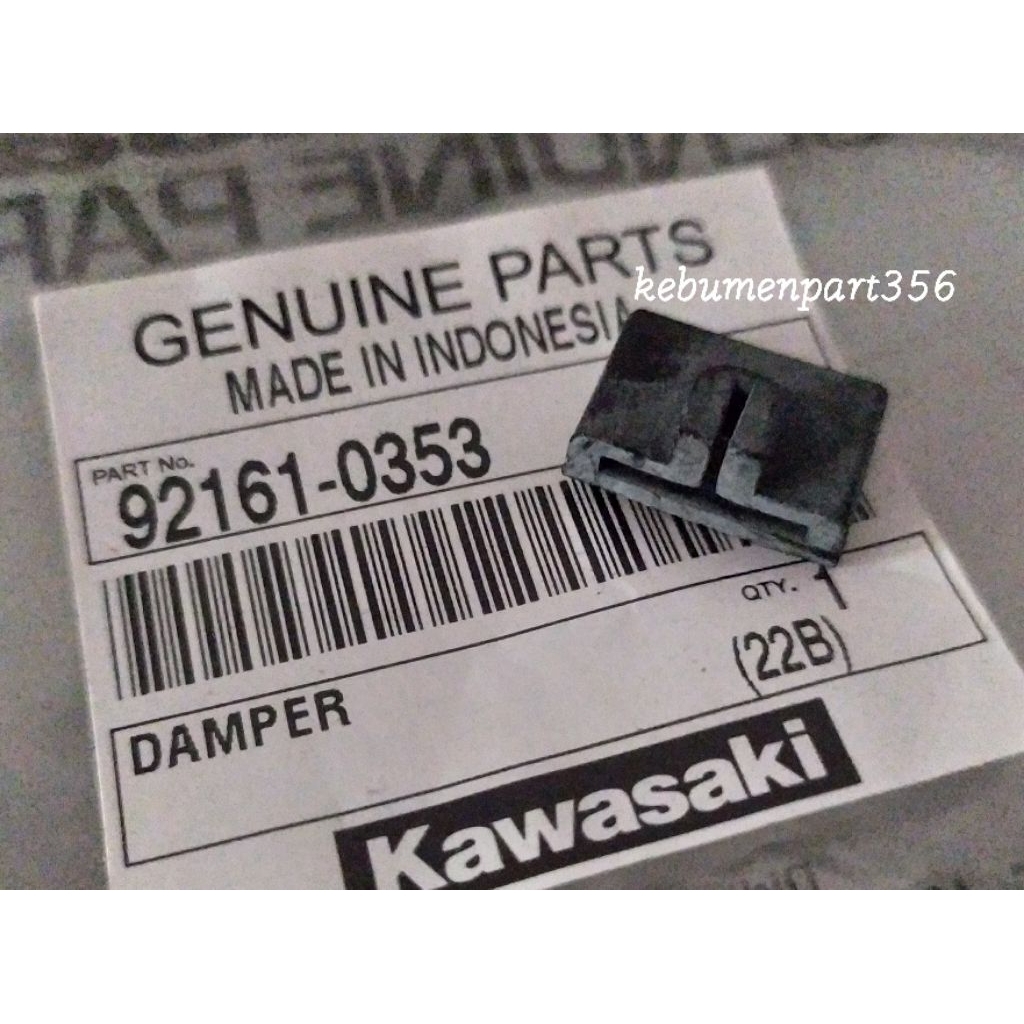 GENUINE PARTS
kebumenpart356
MADE IN INDONESIA
PART No.
92161-0353
QTY. 1
DAMPER
(22B)
Kawasaki